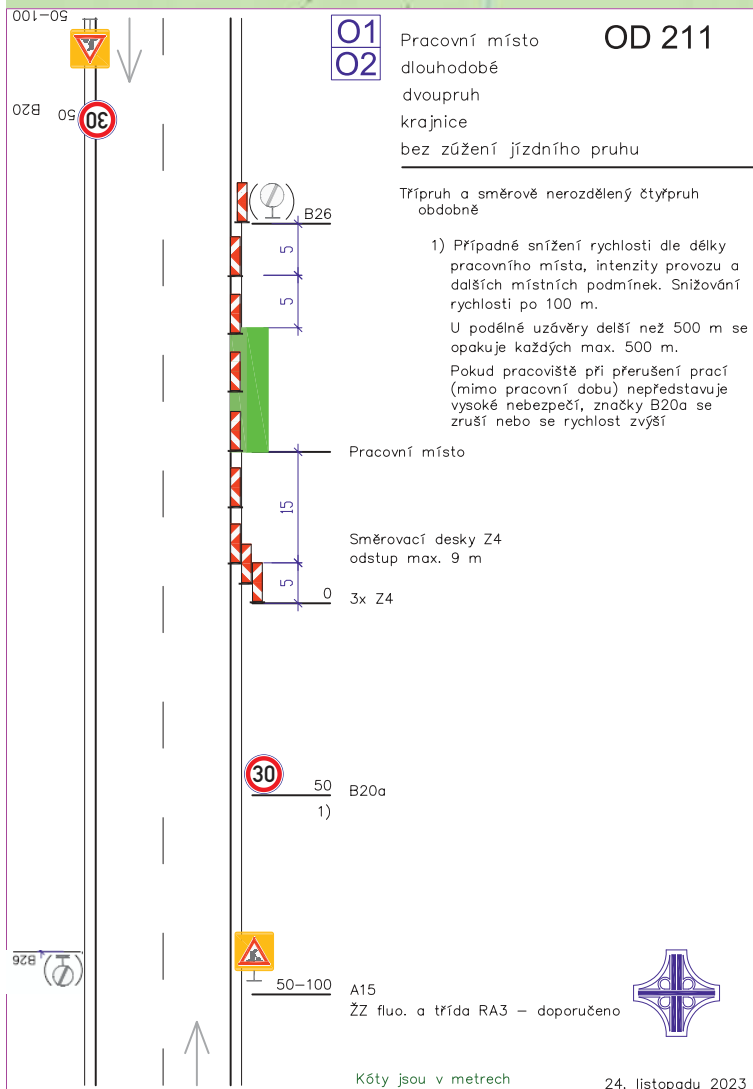 O1
O2
Pracovní místo
OD 211
dlouhodobé
dvoupruh
krajnice
bez zúžení jízdního pruhu
Třípruh a směrově nerozdělený čtyřpruh
obdobně
1) Případné snížení rychlosti dle délky
pracovního místa, intenzity provozu a
dalších místních podmínek. Snižování
rychlosti po 100 m.
U podélné uzávěry delší než 500 m se
opakuje každých max. 500 m.
Pokud pracoviště při přerušení prací
(mimo pracovní dobu) nepředstavuje
vysoké nebezpečí, značky B20a se
zruší nebo se rychlost zvýší
50-100
B20
50
30
( )
B26
5
5
Pracovní místo
15
Směrovací desky Z4
odstup max. 9 m
5
0
3x Z4
30
50
B20a
1)
B26
( )
50-100
A15
ŽZ fluo. a třída RA3 – doporučeno
Kóty jsou v metrech
24. listopadu 2023